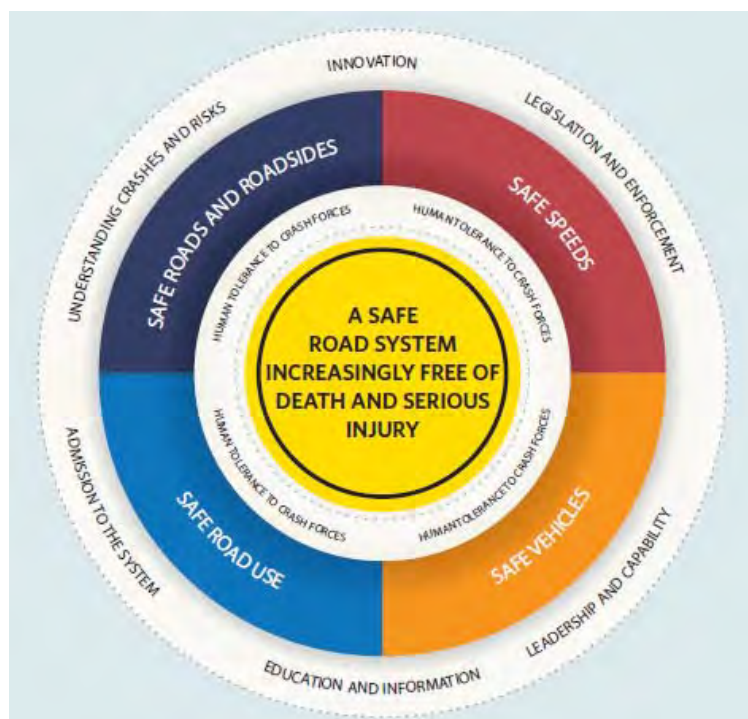 INNOVATION
LEGISLATION AND ENFORCEMENT
LEADERSHIP AND CAPABILITY
EDUCATION AND INFORMATION
ADMISSION TO THE SYSTEM
UNDERSTANDING CRASHES AND RISKS
SAFE ROADS AND ROADSIDES
SAFE SPEEDS
SAFE VEHICLES
SAFE ROAD USE
HUMAN TOLERANCE TO CRASH FORCES
HUMAN TOLERANCE TO CRASH FORCES
HUMAN TOLERANCE TO CRASH FORCES
HUMAN TOLERANCE TO CRASH FORCES
A SAFE
ROAD SYSTEM
INCREASINGLY FREE OF
DEATH AND SERIOUS
INJURY